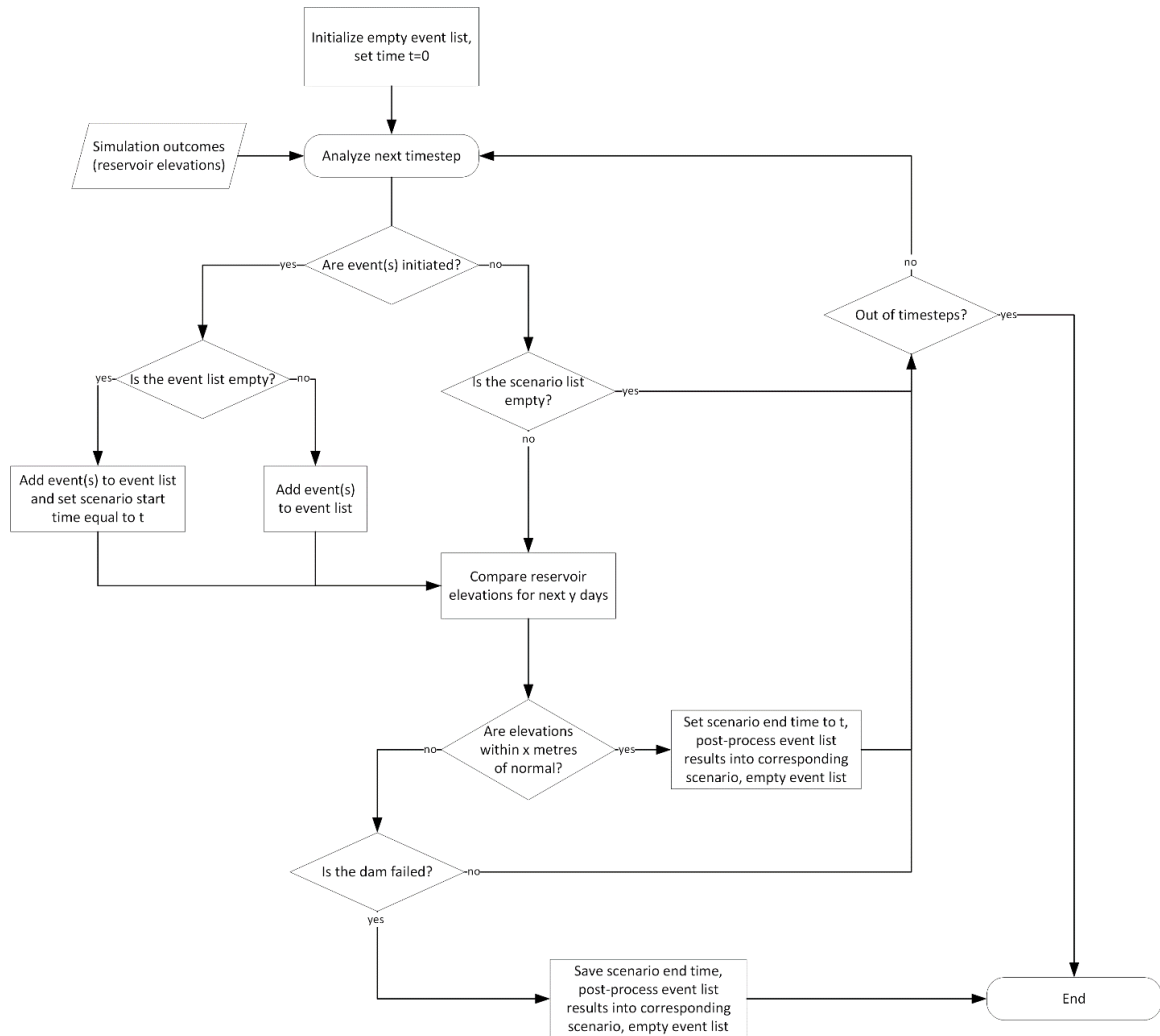 Initialize empty event list,
set time t=0
Simulation outcomes
(reservoir elevations)
Analyze next timestep
Are event(s) initiated?
yes
no
no
Out of timesteps?
yes
Is the event list empty?
yes
no
Is the scenario list
empty?
yes
no
Add event(s) to event list
and set scenario start
time equal to t
Add event(s)
to event list
Compare reservoir
elevations for next y days
Are elevations
within x metres
of normal?
no
yes
Set scenario end time to t,
post-process event list
results into corresponding
scenario, empty event list
Is the dam failed?
no
yes
Save scenario end time,
post-process event list
results into corresponding
scenario, empty event list
End